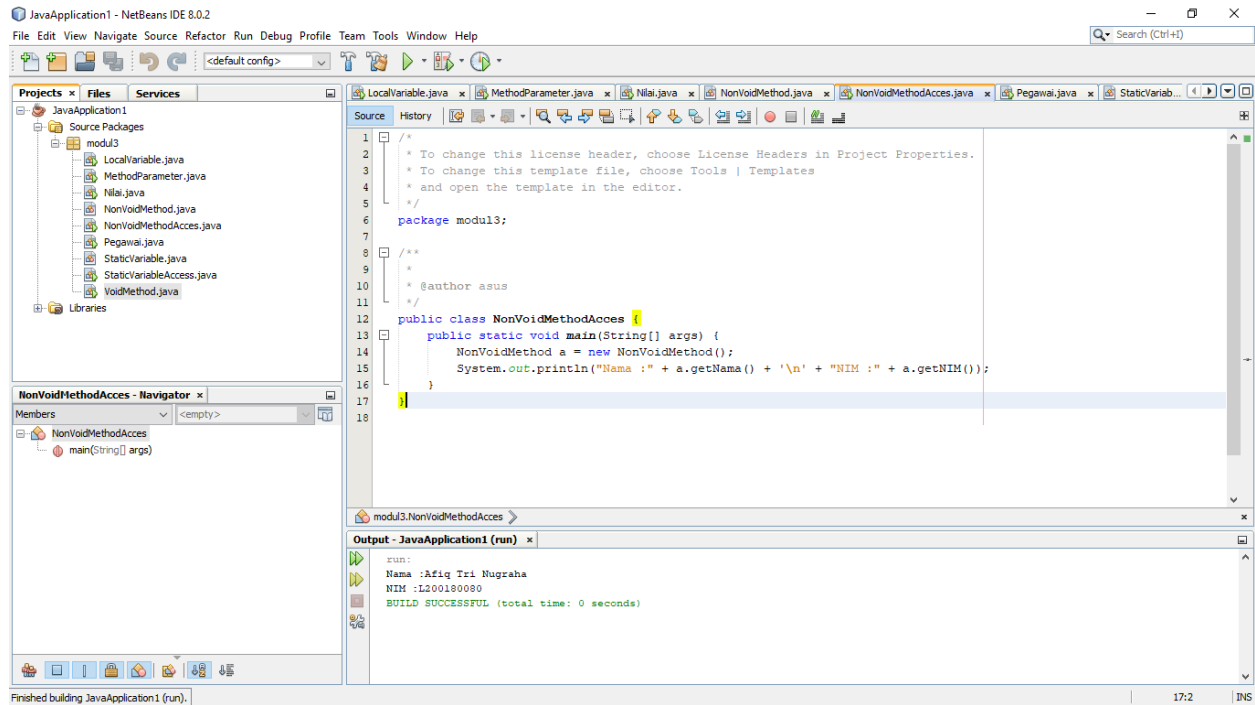 JavaApplication1 - NetBeans IDE 8.0.2
File Edit View Navigate Source Refactor Run Debug Profile Team Tools Window Help
Search (Ctrl+I)
<default config>
Projects Files Services
JavaApplication1
Source Packages
modul3
LocalVariable.java
MethodParameter.java
Nilai.java
NonVoidMethod.java
NonVoidMethodAcces.java
Pegawai.java
StaticVariable.java
StaticVariableAccess.java
VoidMethod.java
Libraries
NonVoidMethodAcces - Navigator
Members <empty>
NonVoidMethodAcces
main(String[] args)
LocalVariable.java MethodParameter.java Nilai.java NonVoidMethod.java NonVoidMethodAcces.java Pegawai.java StaticVariab...
Source History
1 /*
2 * To change this license header, choose License Headers in Project Properties.
3 * To change this template file, choose Tools | Templates
4 * and open the template in the editor.
5 */
6 package modul3;
7
8 /**
9 *
10 * @author asus
11 */
12 public class NonVoidMethodAcces {
13 public static void main(String[] args) {
14 NonVoidMethod a = new NonVoidMethod();
15 System.out.println("Nama :" + a.getNama() + '\n' + "NIM :" + a.getNIM());
16 }
17 }
18
modul3.NonVoidMethodAcces
Output - JavaApplication1 (run)
run:
Nama :Afiq Tri Nugraha
NIM :L200180080
BUILD SUCCESSFUL (total time: 0 seconds)
Finished building JavaApplication1 (run).
17:2 INS